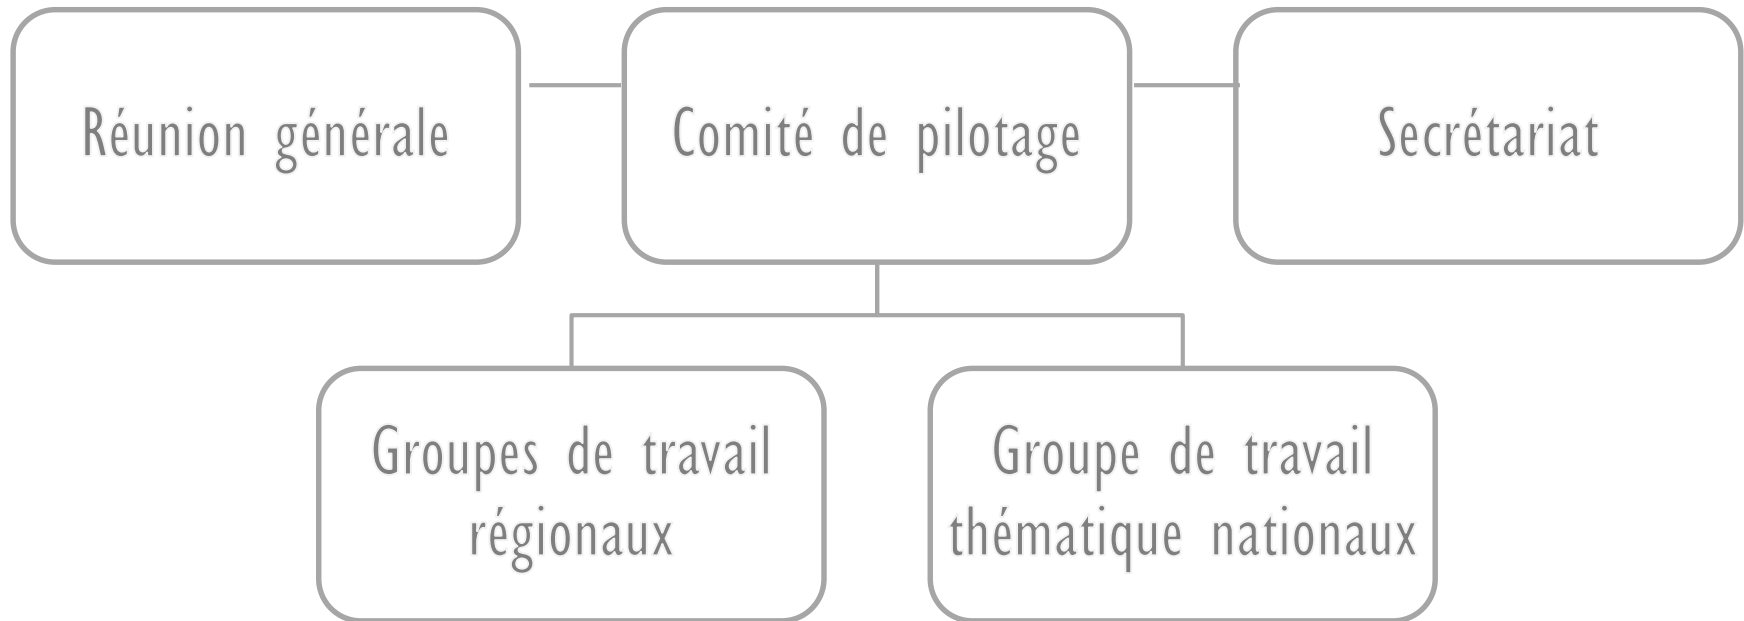 Réunion générale
Comité de pilotage
Secrétariat
Groupes de travail
régionaux
Groupe de travail
thématique nationaux